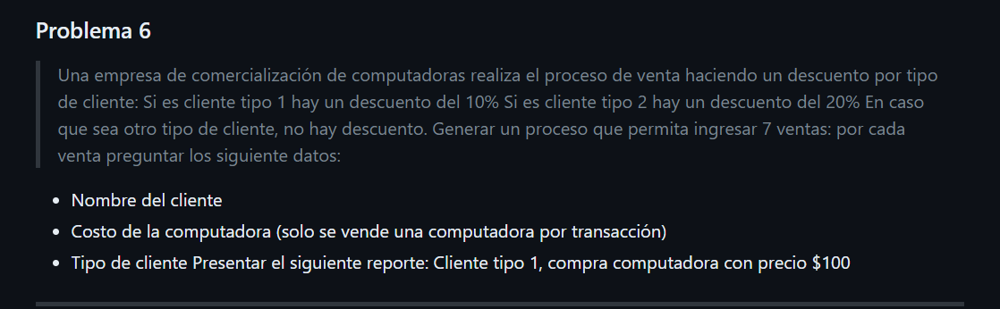 Problema 6
Una empresa de comercialización de computadoras realiza el proceso de venta haciendo un descuento por tipo
de cliente: Si es cliente tipo 1 hay un descuento del 10% Si es cliente tipo 2 hay un descuento del 20% En caso
que sea otro tipo de cliente, no hay descuento. Generar un proceso que permita ingresar 7 ventas: por cada
venta preguntar los siguiente datos:
• Nombre del cliente
• Costo de la computadora (solo se vende una computadora por transacción)
• Tipo de cliente Presentar el siguiente reporte: Cliente tipo 1, compra computadora con precio $100